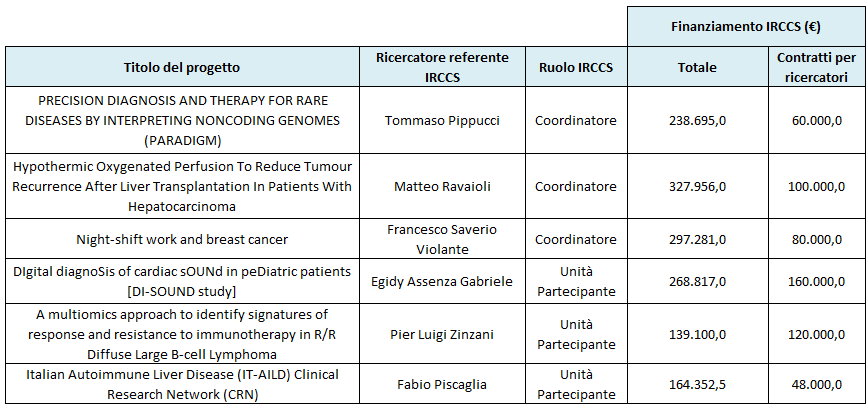 Finanziamento IRCCS (€)
Titolo del progetto
Ricercatore referente
IRCCS
Ruolo IRCCS
Totale
Contratti per
ricercatori
PRECISION DIAGNOSIS AND THERAPY FOR RARE
DISEASES BY INTERPRETING NONCODING GENOMES
(PARADIGM)
Tommaso Pippucci
Coordinatore
238.695,0
60.000,0
Hypothermic Oxygenated Perfusion To Reduce Tumour
Recurrence After Liver Transplantation In Patients With
Hepatocarcinoma
Matteo Ravaioli
Coordinatore
327.956,0
100.000,0
Night-shift work and breast cancer
Francesco Saverio
Violante
Coordinatore
297.281,0
80.000,0
DIgital diagnoSis of cardiac sOUNd in peDiatric patients
[DI-SOUND study]
Egidy Assenza Gabriele
Unità
Partecipante
268.817,0
160.000,0
A multiomics approach to identify signatures of
response and resistance to immunotherapy in R/R
Diffuse Large B-cell Lymphoma
Pier Luigi Zinzani
Unità
Partecipante
139.100,0
120.000,0
Italian Autoimmune Liver Disease (IT-AILD) Clinical
Research Network (CRN)
Fabio Piscaglia
Unità
Partecipante
164.352,5
48.000,0